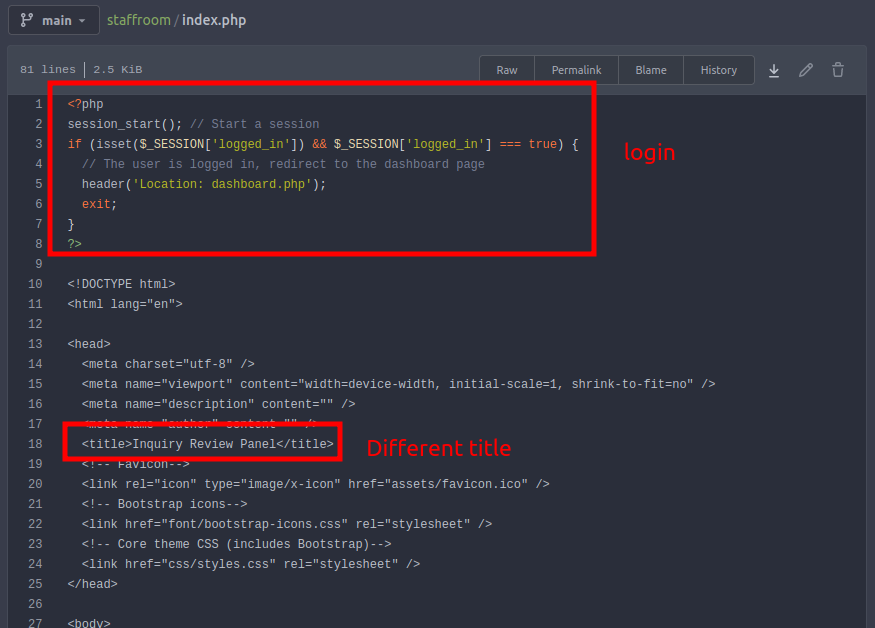 main staffroom/index.php
81 lines 2.5 KiB Raw Permalink Blame History
1 <?php
2 session_start(); // Start a session
3 if (isset($_SESSION['logged_in']) && $_SESSION['logged_in'] === true) {
login
4 // The user is logged in, redirect to the dashboard page
5 header('Location: dashboard.php');
6 exit;
7 }
8 ?>
9
10 <!DOCTYPE html>
11 <html lang="en">
12
13 <head>
14 <meta charset="utf-8" />
15 <meta name="viewport" content="width=device-width, initial-scale=1, shrink-to-fit=no" />
16 <meta name="description" content="" />
17 <meta name="author" content="" />
18 <title>Inquiry Review Panel</title>
Different title
19 <!-- Favicon-->
20 <link rel="icon" type="image/x-icon" href="assets/favicon.ico" />
21 <!-- Bootstrap icons-->
22 <link href="font/bootstrap-icons.css" rel="stylesheet" />
23 <!-- Core theme CSS (includes Bootstrap)-->
24 <link href="css/styles.css" rel="stylesheet" />
25 </head>
26
27 <body>